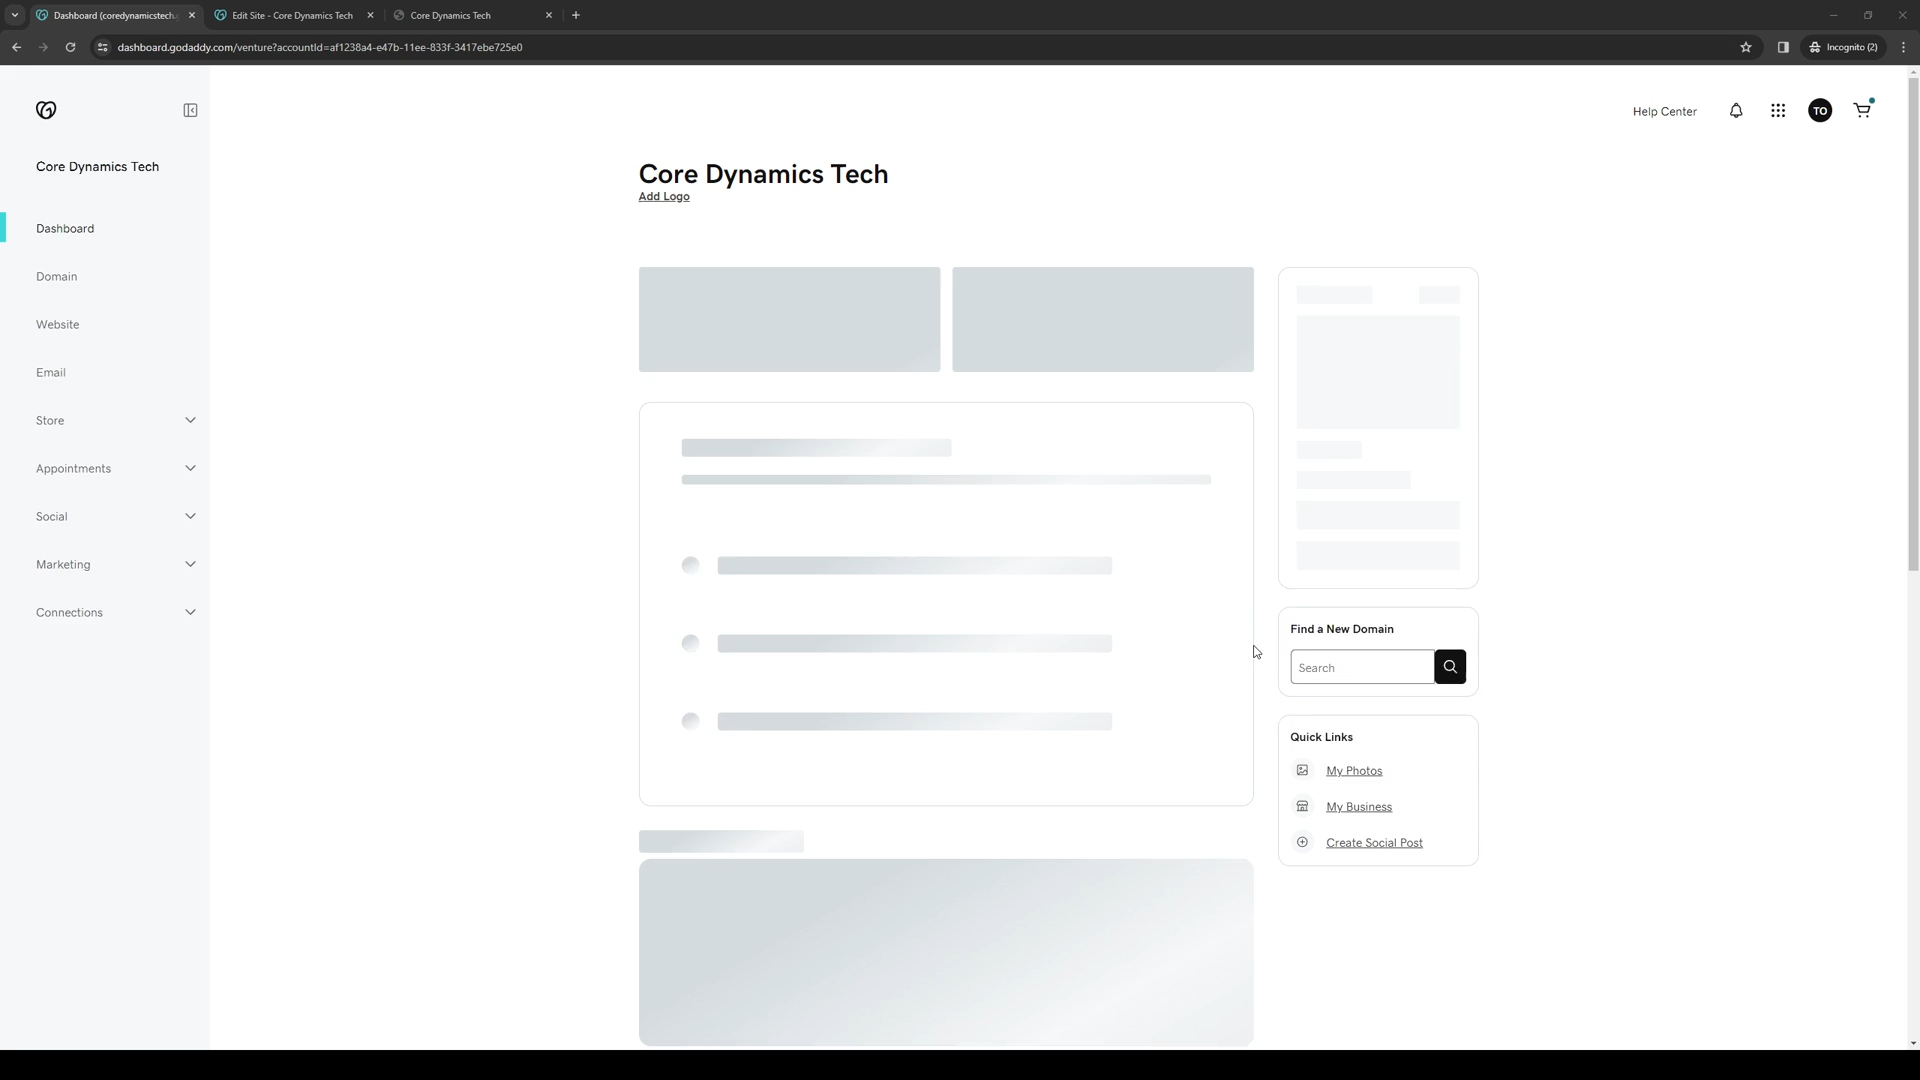 Dashboard (coredynamicstech.
Edit Site - Core Dynamics Tech
Core Dynamics Tech
dashboard.godaddy.com/venture?accountId=af1238a4-e47b-11ee-833f-3417ebe725e0
Incognito (2)
Help Center
TO
Core Dynamics Tech
Dashboard
Domain
Website
Email
Store
Appointments
Social
Marketing
Connections
Core Dynamics Tech
Add Logo
Find a New Domain
Search
Quick Links
My Photos
My Business
Create Social Post